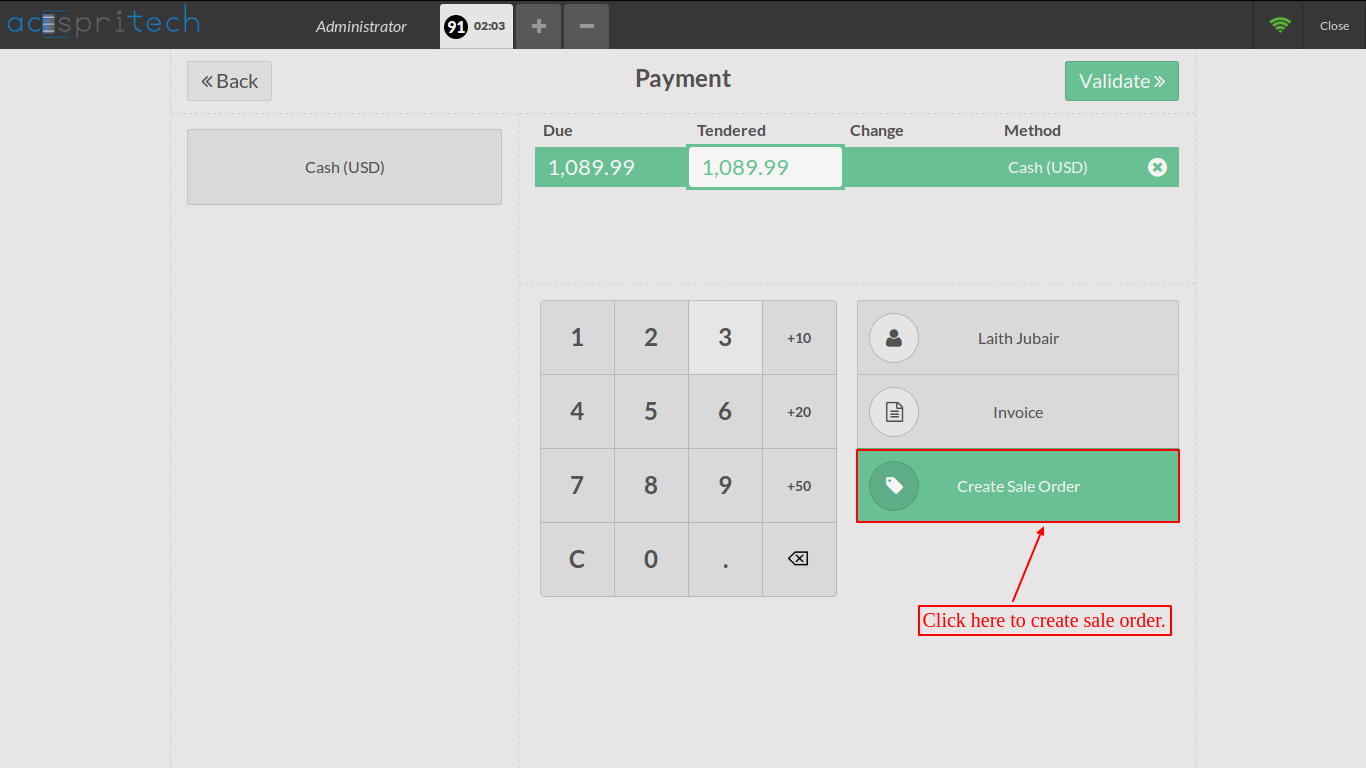 acespritech
Administrator
91 02:03
Close
Back
Payment
Validate
Due Tendered Change Method
1,089.99 1,089.99 Cash (USD)
Cash (USD)
1 2 3 +10
4 5 6 +20
7 8 9 +50
C 0 .
Laith Jubair
Invoice
Create Sale Order
Click here to create sale order.